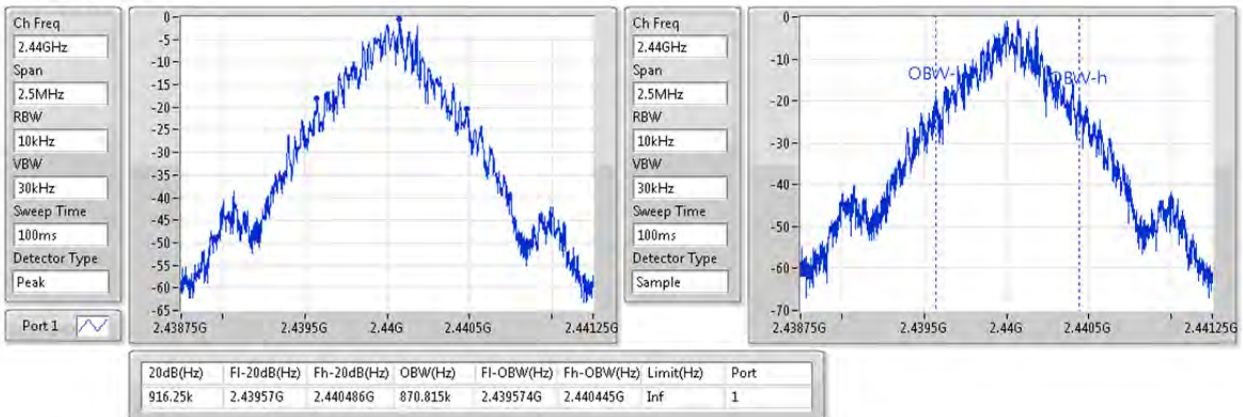 Ch Freq
2.44GHz
Span
2.5MHz
RBW
10kHz
VBW
30kHz
Sweep Time
100ms
Detector Type
Peak
Port 1
0
-5
-10
-15
-20
-25
-30
-35
-40
-45
-50
-55
-60
-65
2.43875G 2.4395G 2.44G 2.4405G 2.44125G
Ch Freq
2.44GHz
Span
2.5MHz
RBW
10kHz
VBW
30kHz
Sweep Time
100ms
Detector Type
Sample
0
-10
-20
-30
-40
-50
-60
-70
OBW-h
2.43875G 2.4395G 2.44G 2.4405G 2.44125G
20dB(Hz) Fl-20dB(Hz) Fh-20dB(Hz) OBW(Hz) Fl-OBW(Hz) Fh-OBW(Hz) Limit(Hz) Port
916.25k 2.43957G 2.440486G 870.815k 2.439574G 2.440445G Inf 1